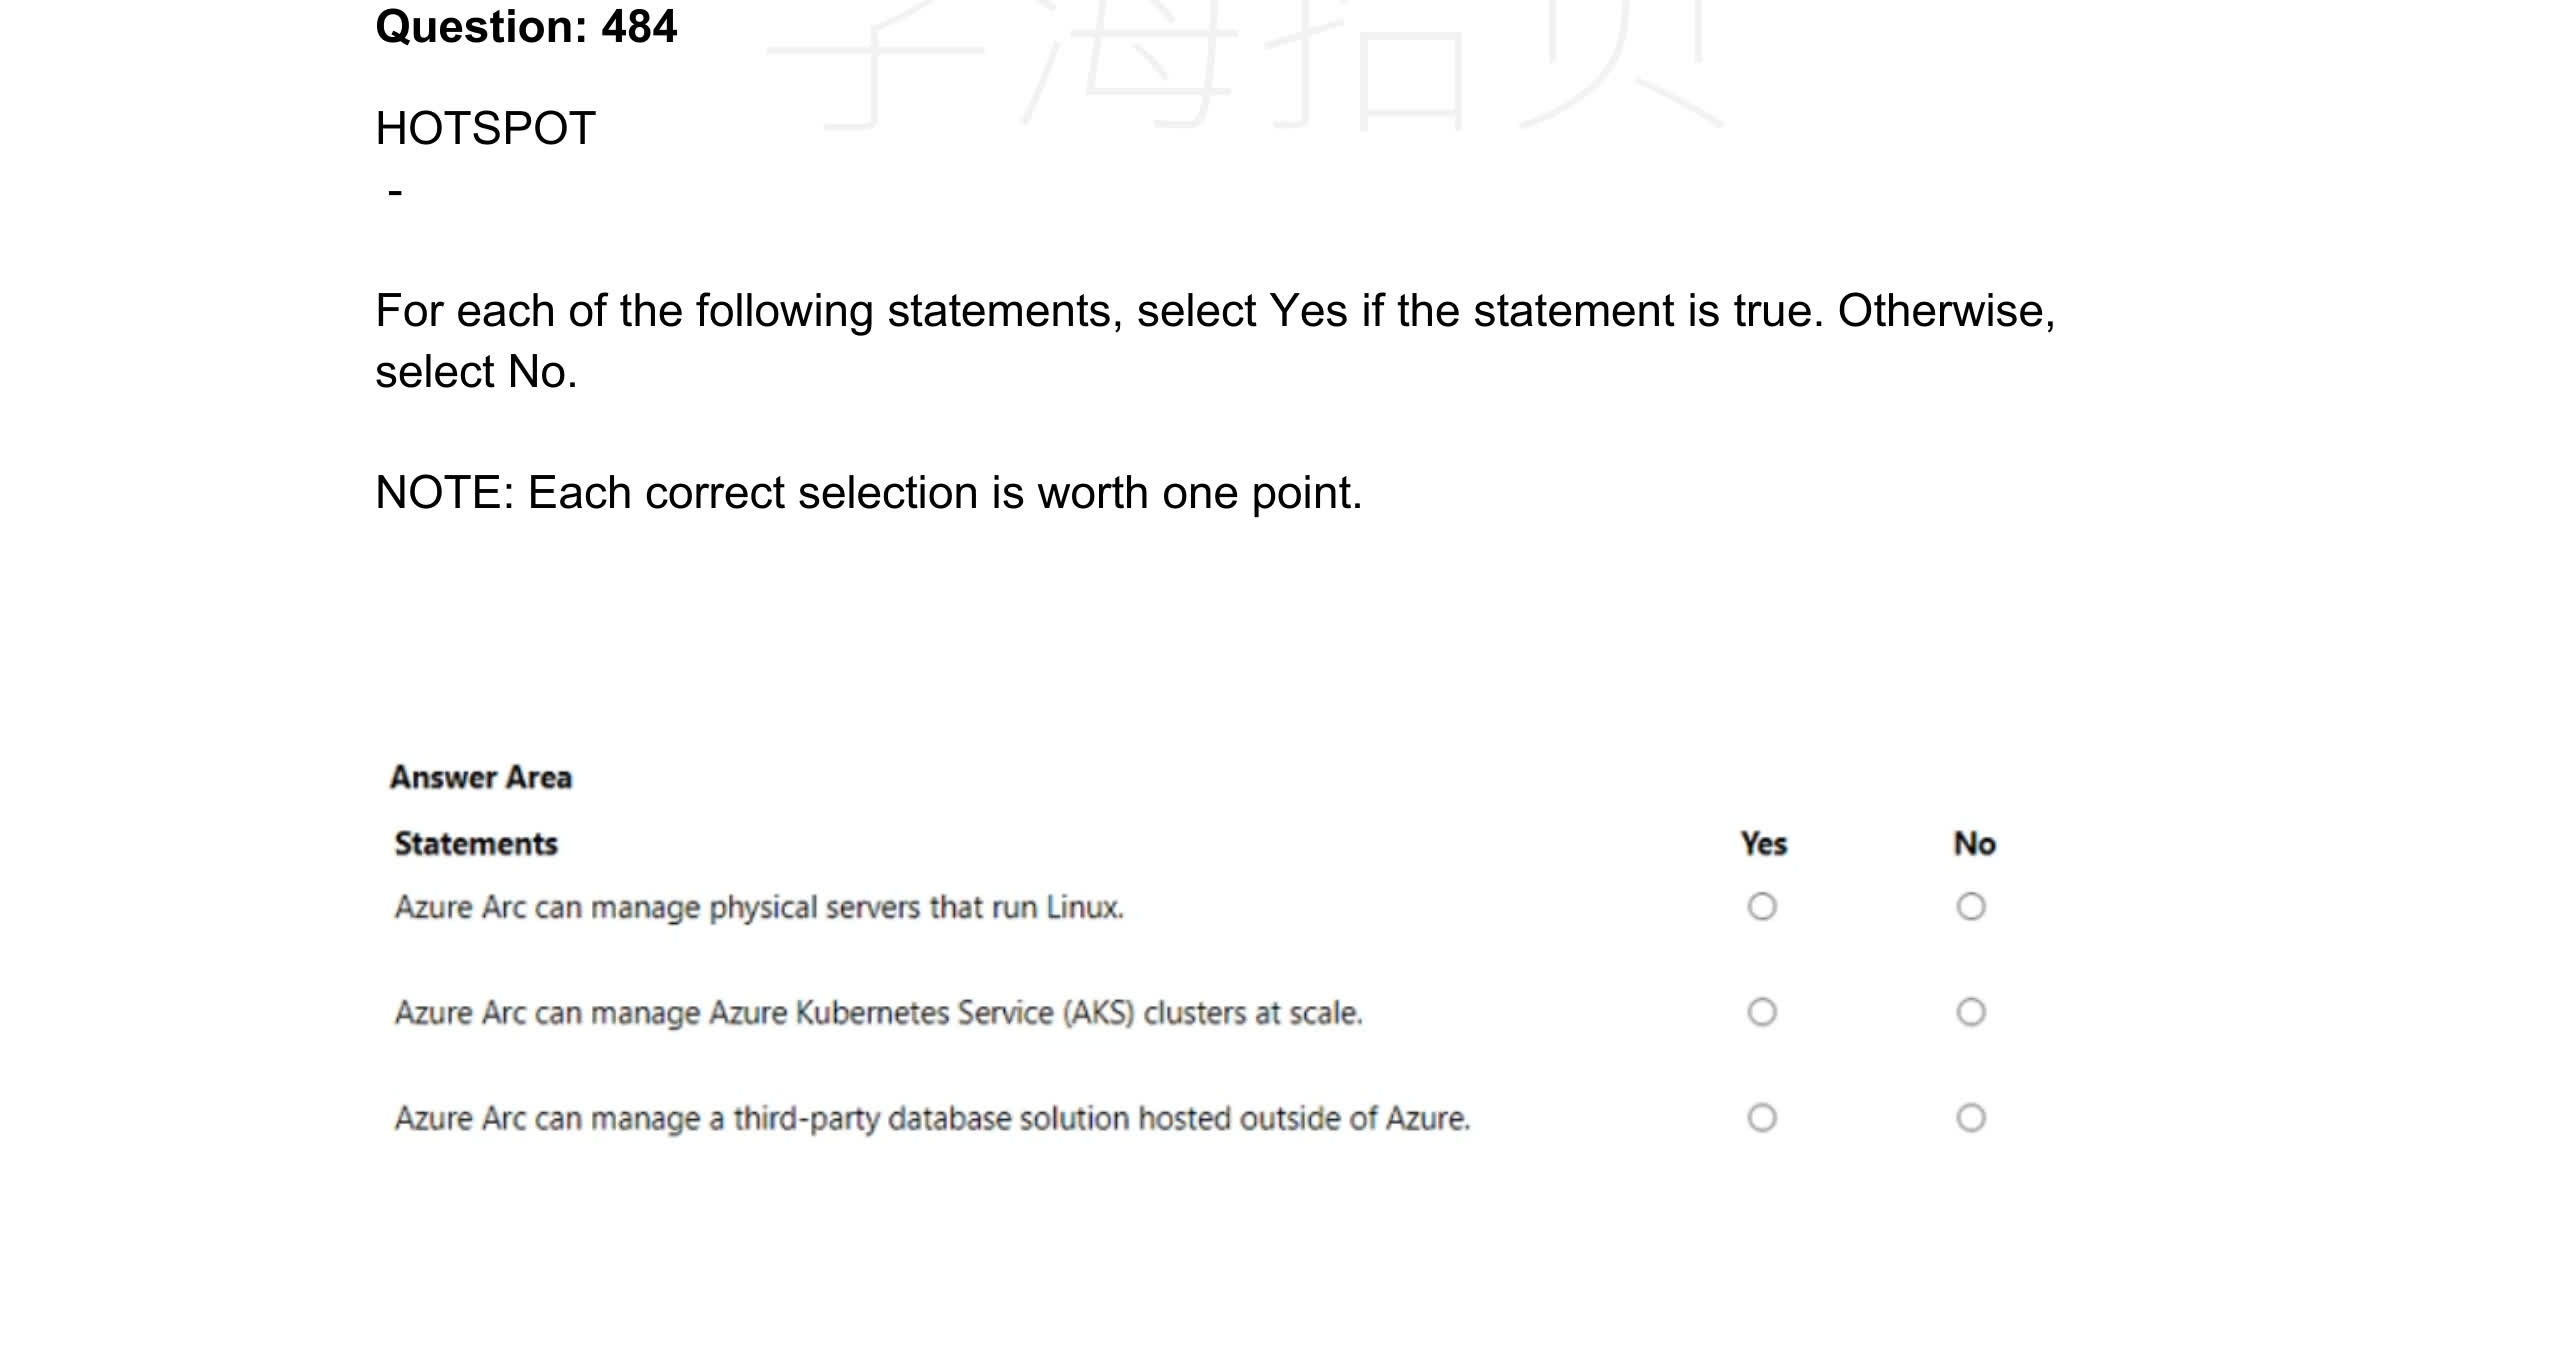 Question: 484
HOTSPOT
-
For each of the following statements, select Yes if the statement is true. Otherwise,
select No.
NOTE: Each correct selection is worth one point.
Answer Area
Statements Yes No
Azure Arc can manage physical servers that run Linux.
Azure Arc can manage Azure Kubernetes Service (AKS) clusters at scale.
Azure Arc can manage a third-party database solution hosted outside of Azure.